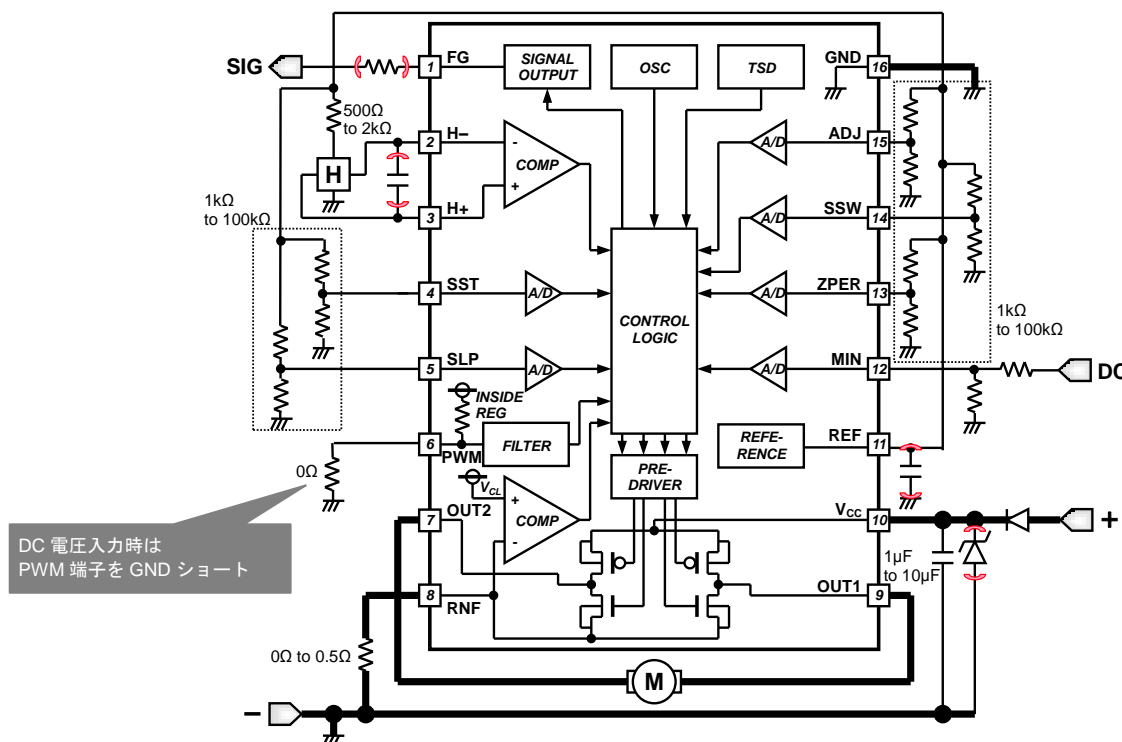 SIG
1
FG
SIGNAL
OUTPUT
OSC
TSD
GND
16
500Ω
to 2kΩ
2
H–
-
COMP
+
A/D
ADJ
15
H
1kΩ
to 100kΩ
3
H+
A/D
SSW
14
4
SST
A/D
CONTROL
LOGIC
A/D
ZPER
13
1kΩ
to 100kΩ
5
SLP
A/D
A/D
MIN
12
DC
INSIDE
REG
6
PWM
FILTER
REFE-
RENCE
REF
11
0Ω
PRE-
DRIVER
VCL
+
COMP
-
DC 電圧入力時は
PWM 端子を GND ショート
7
OUT2
VCC
10
+
1µF
to 10µF
8
RNF
OUT1
9
0Ω to 0.5Ω
M
–